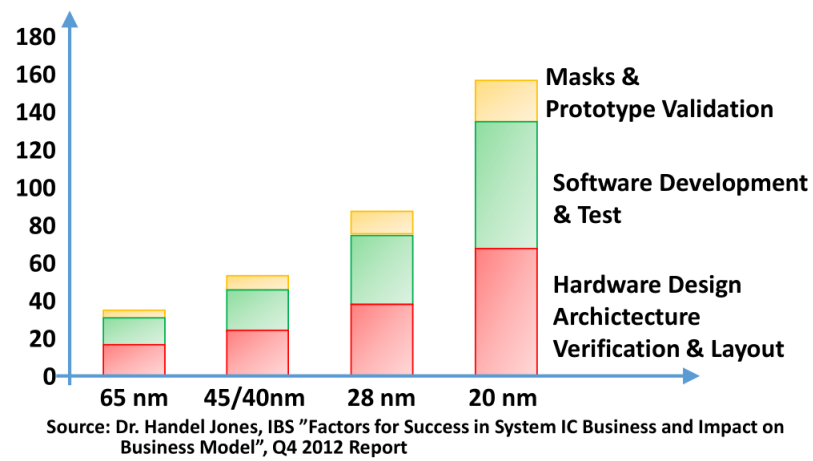 180
160
140
120
100
80
60
40
20
0
Masks &
Prototype Validation
Software Development
& Test
Hardware Design
Archictecture
Verification & Layout
65 nm 45/40nm 28 nm 20 nm
Source: Dr. Handel Jones, IBS ”Factors for Success in System IC Business and Impact on
Business Model”, Q4 2012 Report